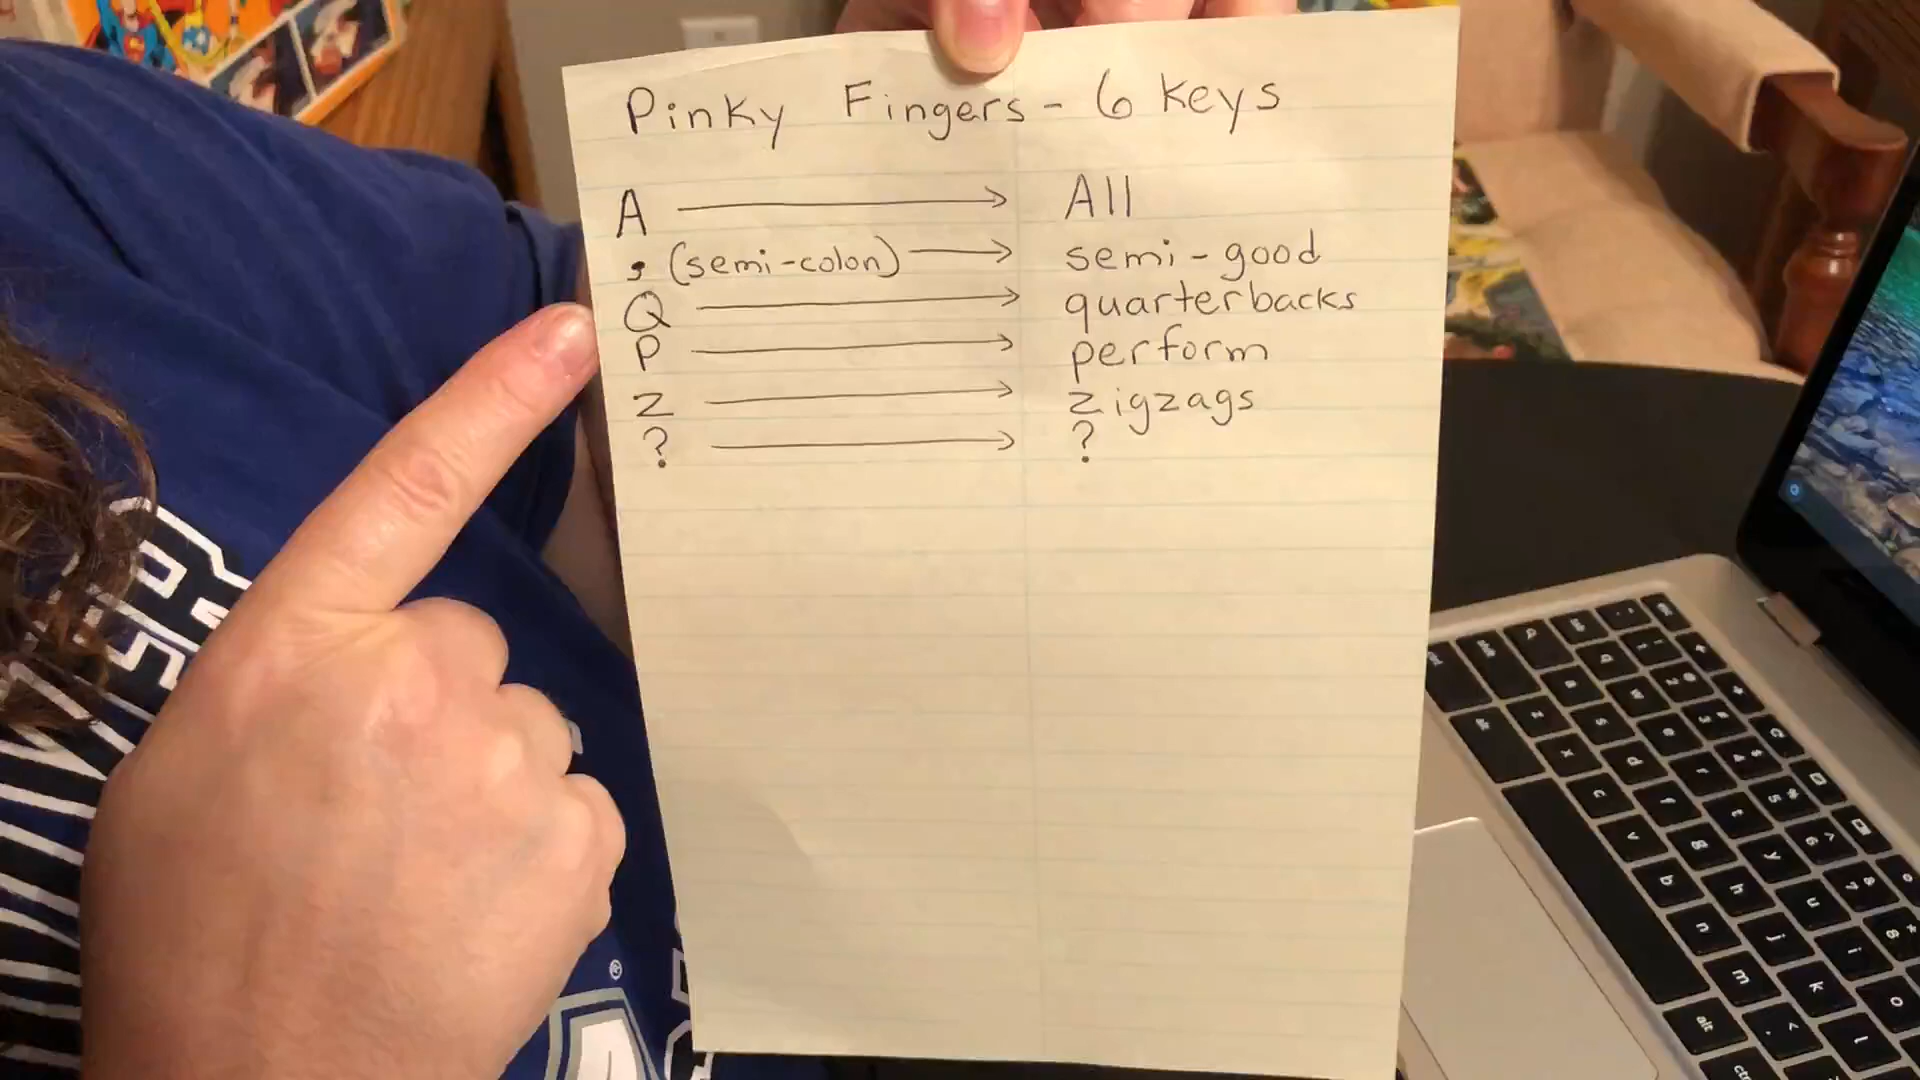 Pinky Fingers - 6 keys
A → All
; (semi-colon) → semi-good
Q → quarterbacks
P → perform
Z → zigzags
? → ?